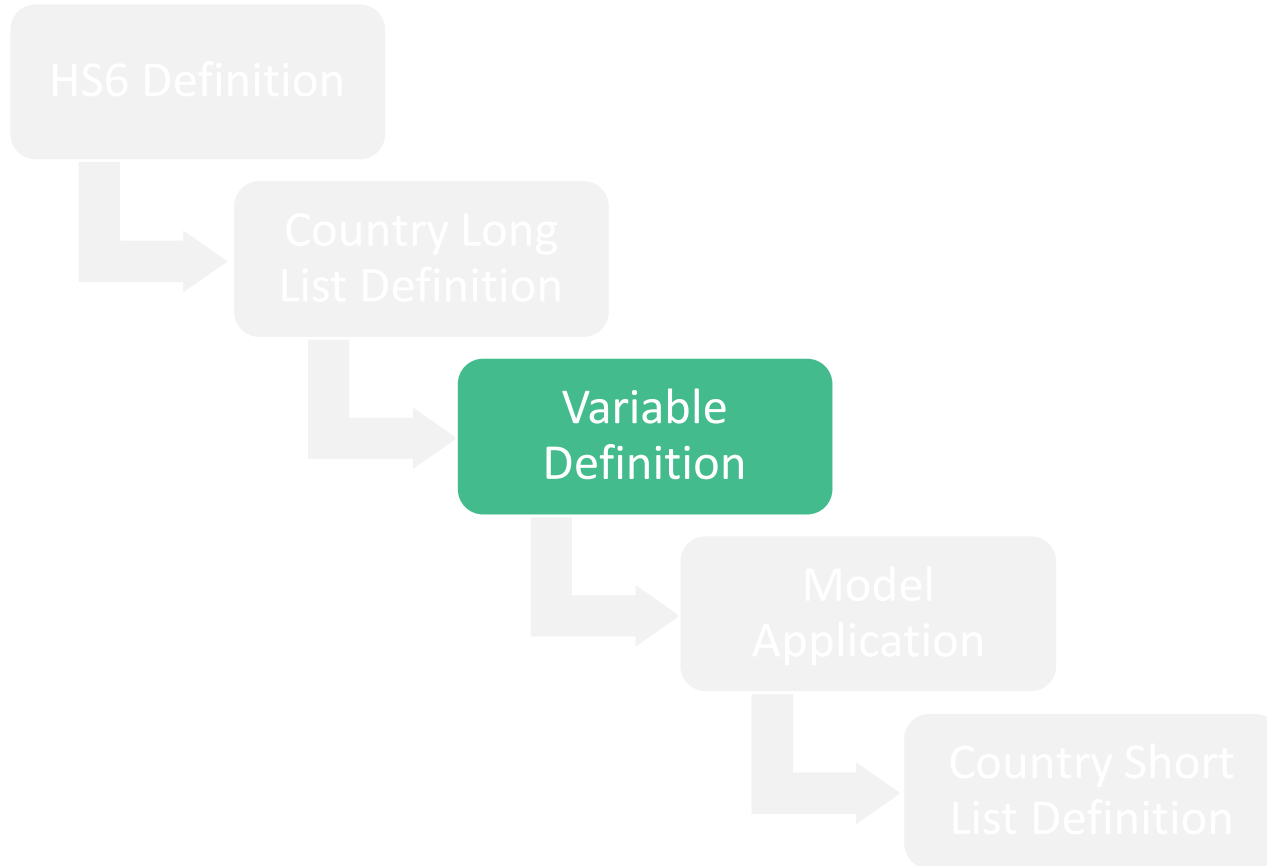 HS6 Definition
Country Long
List Definition
Variable
Definition
Model
Application
Country Short
List Definition